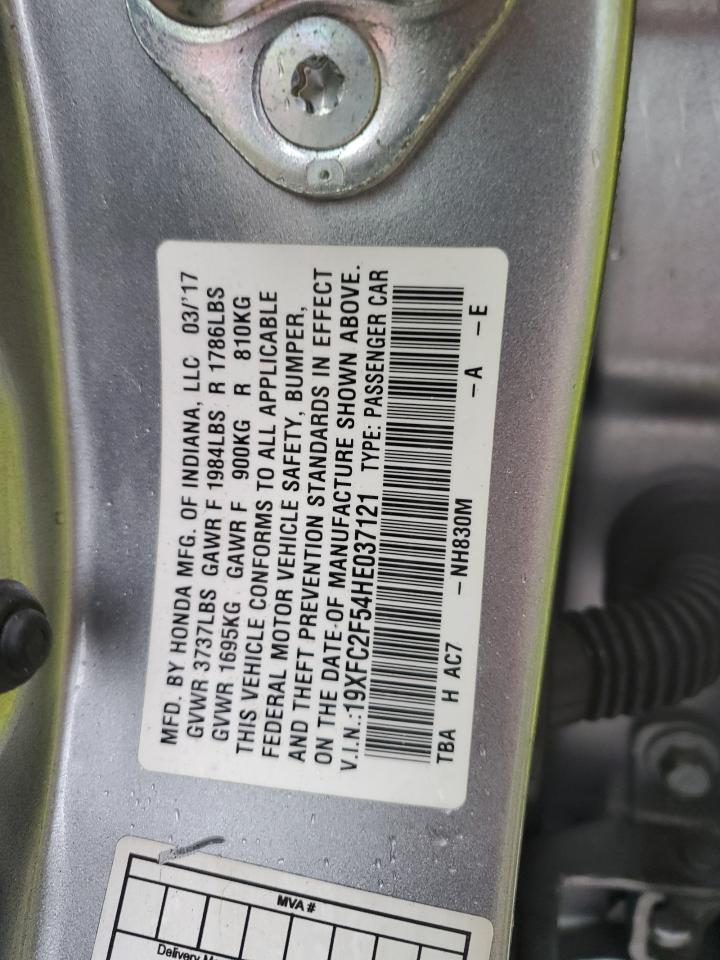 MFD. BY HONDA MFG. OF INDIANA, LLC 03/'17
GVWR 3737LBS GAWR F 1984LBS R 1786LBS
GVWR 1695KG GAWR F 900KG R 810KG
THIS VEHICLE CONFORMS TO ALL APPLICABLE
FEDERAL MOTOR VEHICLE SAFETY, BUMPER,
AND THEFT PREVENTION STANDARDS IN EFFECT
ON THE DATE OF MANUFACTURE SHOWN ABOVE.
V.I.N.:19XFC2F54HE037121 TYPE: PASSENGER CAR
TBA H AC7 -NH830M -A -E
MVA #
Delivery